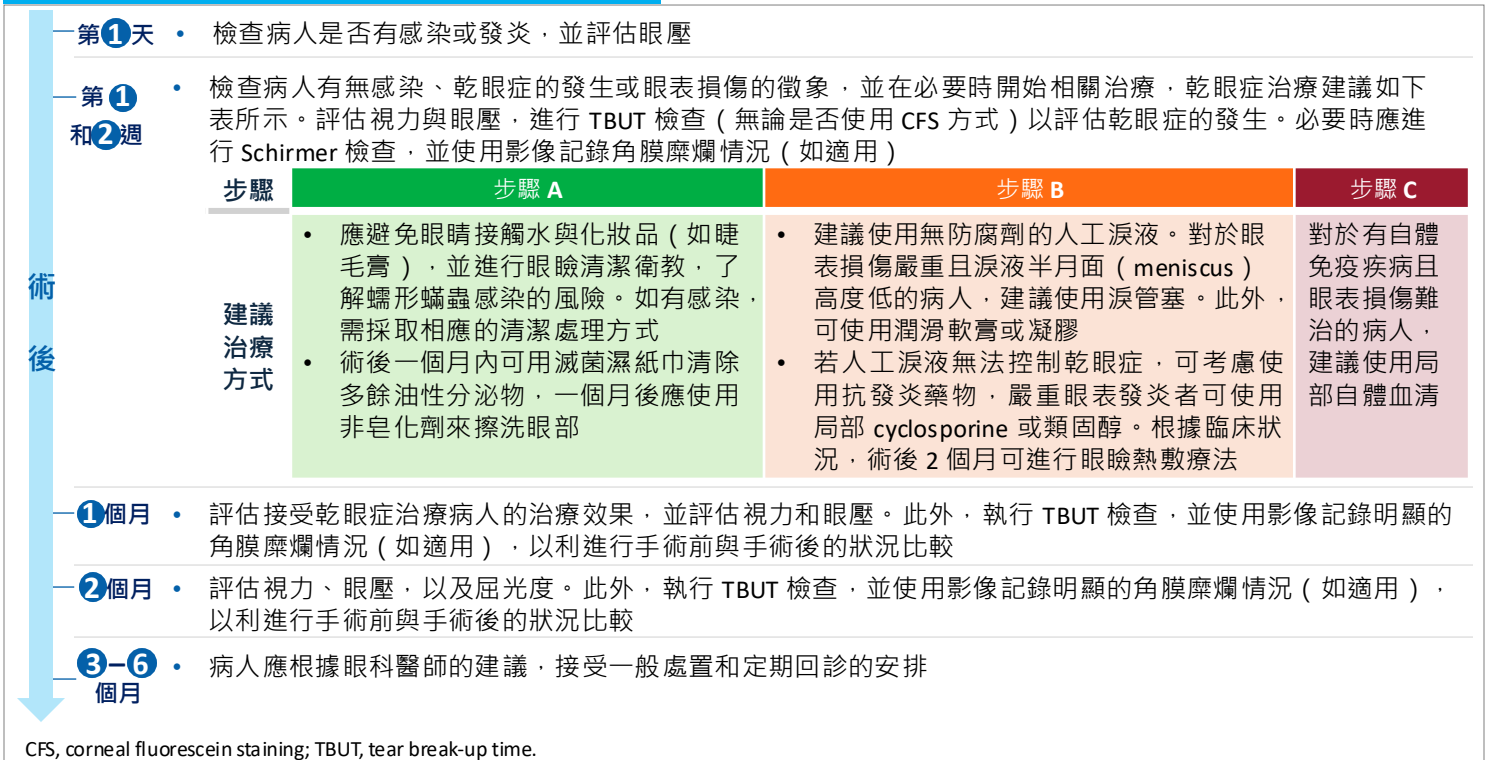 第1天 • 檢查病人是否有感染或發炎，並評估眼壓
第1和2週 • 檢查病人有無感染、乾眼症的發生或眼表損傷的徵象，並在必要時開始相關治療，乾眼症治療建議如下
表所示。評估視力與眼壓，進行 TBUT 檢查（無論是否使用 CFS 方式）以評估乾眼症的發生。必要時應進
行 Schirmer 檢查，並使用影像記錄角膜糜爛情況（如適用）
步驟
步驟 A
步驟 B
步驟 C
建議
治療
方式
• 應避免眼睛接觸水與化妝品（如睫
毛膏），並進行眼瞼清潔衛教，了
解蠕形蟎蟲感染的風險。如有感染，
需採取相應的清潔處理方式
• 術後一個月內可用滅菌濕紙巾清除
多餘油性分泌物，一個月後應使用
非皂化劑來擦洗眼部
• 建議使用無防腐劑的人工淚液。對於眼
表損傷嚴重且淚液半月面（meniscus）
高度低的病人，建議使用淚管塞。此外，
可使用潤滑軟膏或凝膠
• 若人工淚液無法控制乾眼症，可考慮使
用抗發炎藥物，嚴重眼表發炎者可使用
局部 cyclosporine 或類固醇。根據臨床狀
況，術後 2 個月可進行眼瞼熱敷療法
對於有自體
免疫疾病且
眼表損傷難
治的病人，
建議使用局
部自體血清
術
後
1個月 • 評估接受乾眼症治療病人的治療效果，並評估視力和眼壓。此外，執行 TBUT 檢查，並使用影像記錄明顯的
角膜糜爛情況（如適用），以利進行手術前與手術後的狀況比較
2個月 • 評估視力、眼壓，以及屈光度。此外，執行 TBUT 檢查，並使用影像記錄明顯的角膜糜爛情況（如適用），
以利進行手術前與手術後的狀況比較
3–6
個月 • 病人應根據眼科醫師的建議，接受一般處置和定期回診的安排
CFS, corneal fluorescein staining; TBUT, tear break-up time.